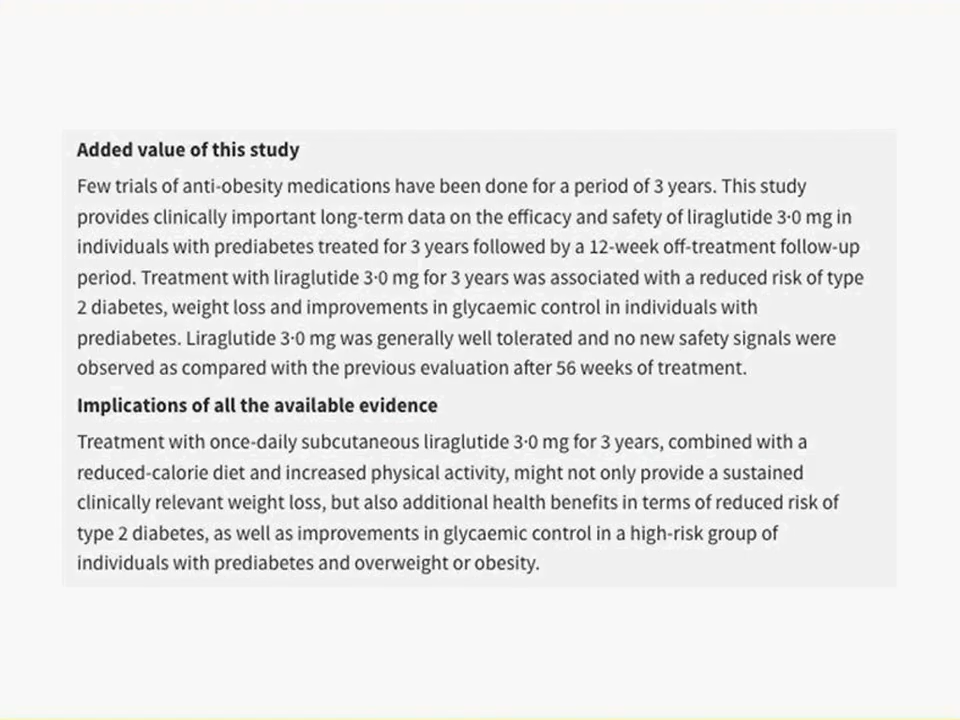 Added value of this study
Few trials of anti-obesity medications have been done for a period of 3 years. This study
provides clinically important long-term data on the efficacy and safety of liraglutide 3·0 mg in
individuals with prediabetes treated for 3 years followed by a 12-week off-treatment follow-up
period. Treatment with liraglutide 3·0 mg for 3 years was associated with a reduced risk of type
2 diabetes, weight loss and improvements in glycaemic control in individuals with
prediabetes. Liraglutide 3·0 mg was generally well tolerated and no new safety signals were
observed as compared with the previous evaluation after 56 weeks of treatment.
Implications of all the available evidence
Treatment with once-daily subcutaneous liraglutide 3·0 mg for 3 years, combined with a
reduced-calorie diet and increased physical activity, might not only provide a sustained
clinically relevant weight loss, but also additional health benefits in terms of reduced risk of
type 2 diabetes, as well as improvements in glycaemic control in a high-risk group of
individuals with prediabetes and overweight or obesity.